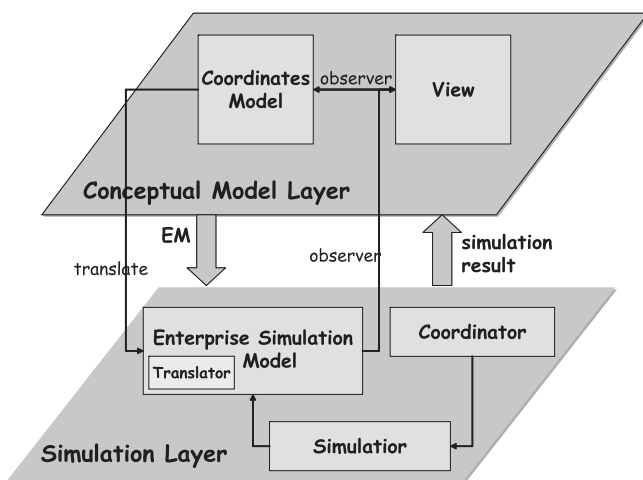 Coordinates
Model
observer
View
Conceptual Model Layer
EM
translate
observer
simulation
result
Enterprise Simulation
Model
Translator
Coordinator
Simulatior
Simulation Layer